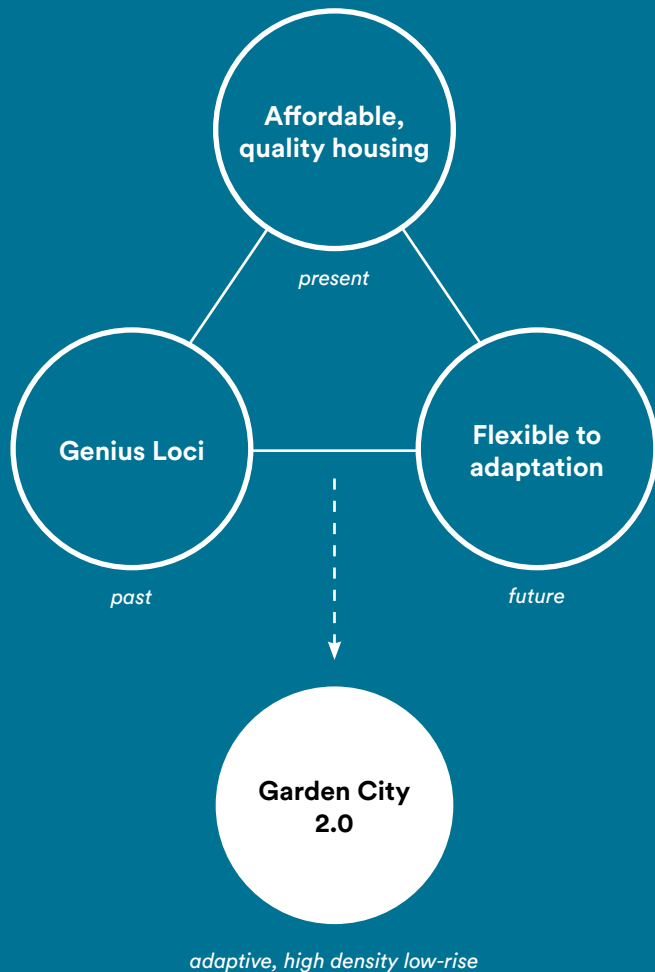 Affordable,
quality housing
present
Genius Loci
past
Flexible to
adaptation
future
Garden City
2.0
adaptive, high density low-rise